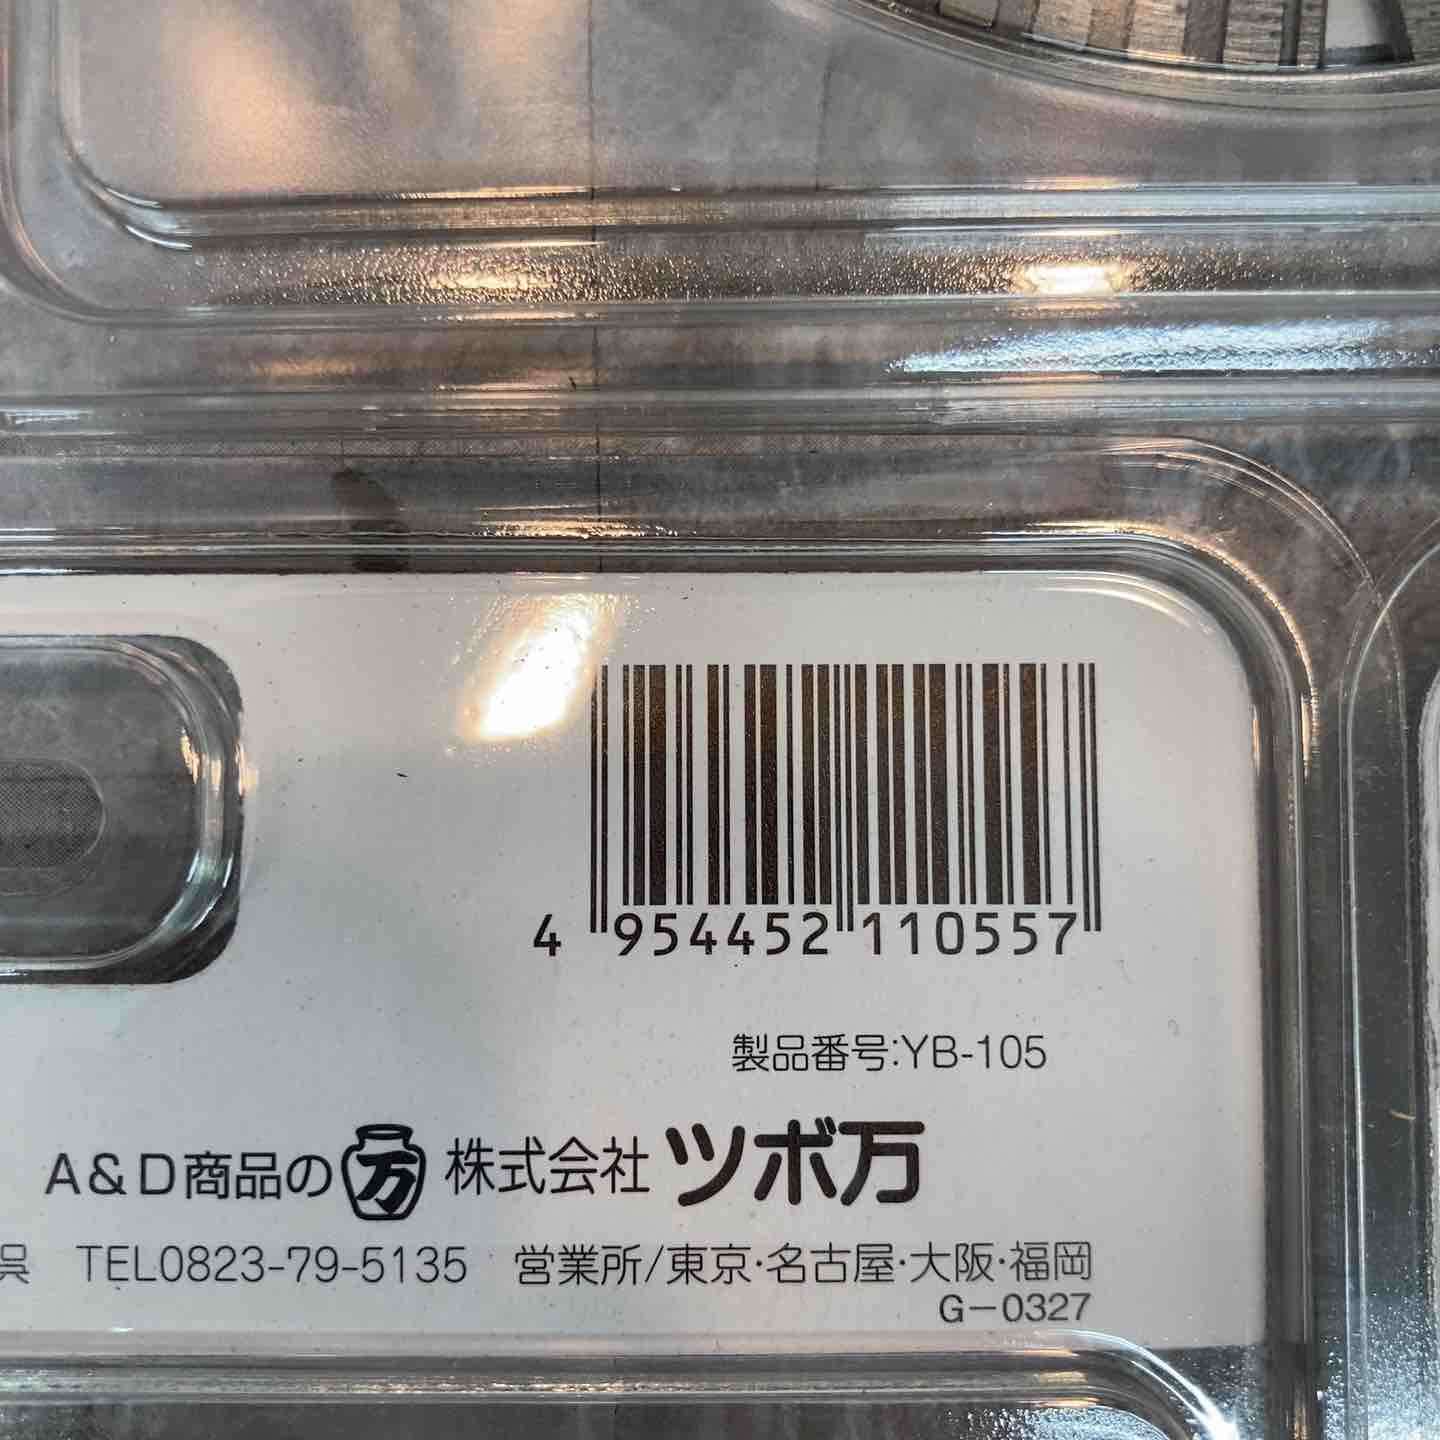 4 954452 110557
製品番号:YB-105
A&D商品の 万 株式会社 ツボ万
呉 TEL0823-79-5135 営業所/東京·名古屋·大阪·福岡
G-0327